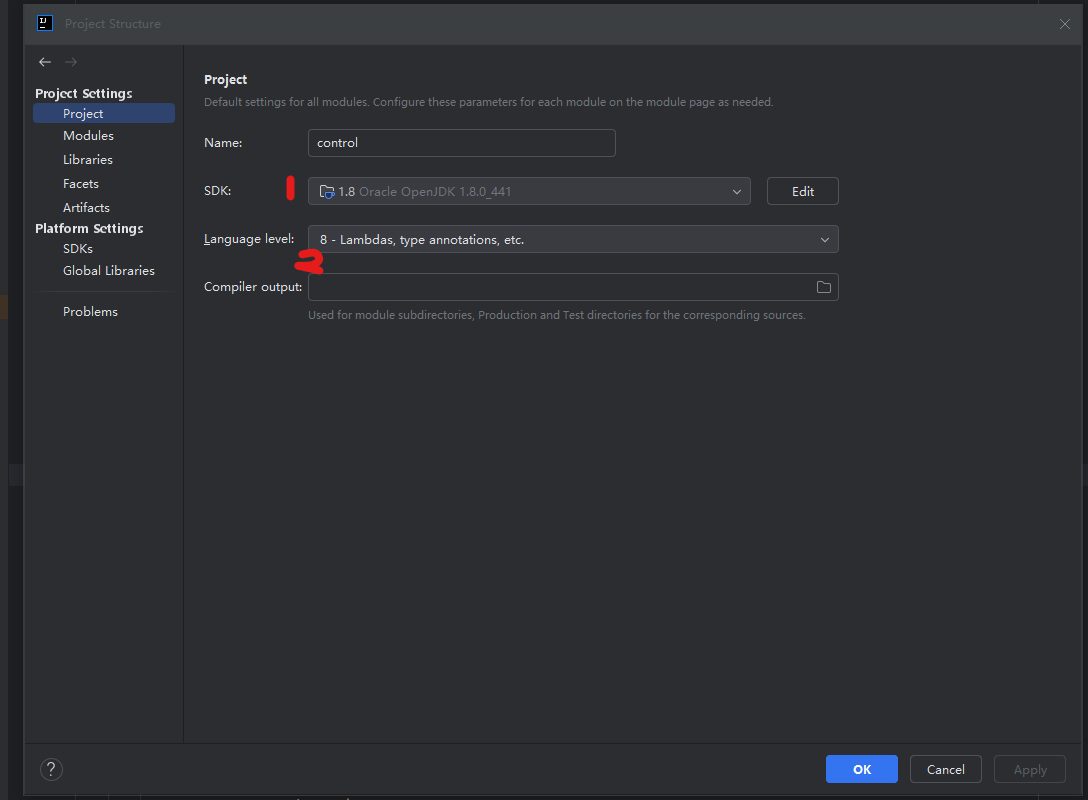 Project Structure
Project Settings
Project
Modules
Libraries
Facets
Artifacts
Platform Settings
SDKs
Global Libraries
Problems
Project
Default settings for all modules. Configure these parameters for each module on the module page as needed.
Name: control
SDK: 1 1.8 Oracle OpenJDK 1.8.0_441 Edit
Language level: 8 - Lambdas, type annotations, etc.
2
Compiler output:
Used for module subdirectories, Production and Test directories for the corresponding sources.
? OK Cancel Apply